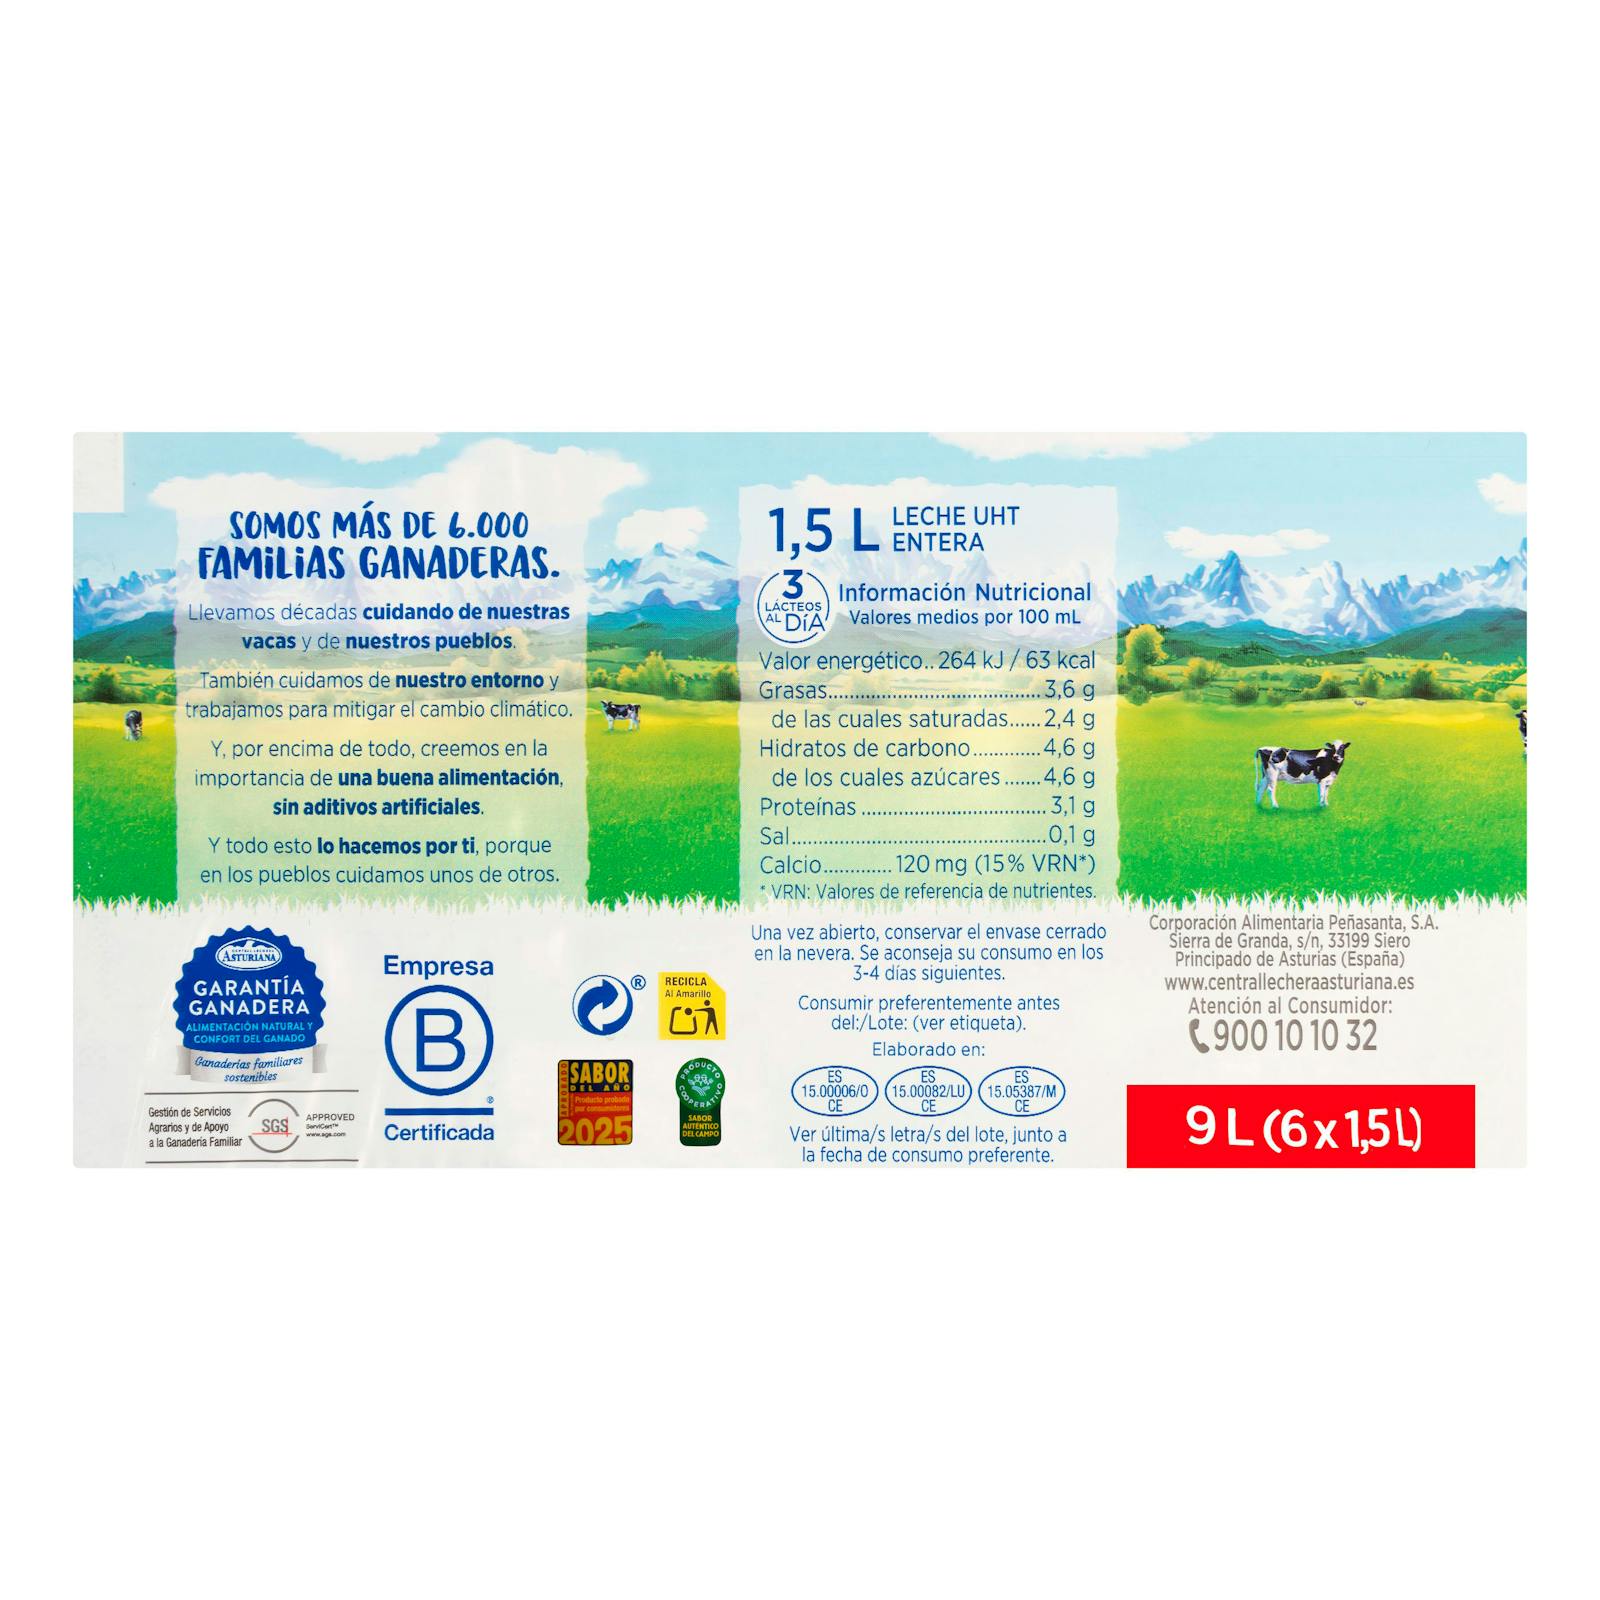 SOMOS MÁS DE 6.000
FAMILIAS GANADERAS.
Llevamos décadas cuidando de nuestras
vacas y de nuestros pueblos.
También cuidamos de nuestro entorno y
trabajamos para mitigar el cambio climático.
Y, por encima de todo, creemos en la
importancia de una buena alimentación,
sin aditivos artificiales.
Y todo esto lo hacemos por ti, porque
en los pueblos cuidamos unos de otros.
CENTRAL LECHERA
ASTURIANA
GARANTÍA
GANADERA
ALIMENTACIÓN NATURAL Y
CONFORT DEL GANADO
Ganaderías familiares
sostenibles
Gestión de Servicios
Agrarios y de Apoyo
a la Ganadería Familiar
SGS
APPROVED
ServiCert™
www.sgs.com
Empresa
B
®
Certificada
®
RECICLA
Al Amarillo
APROBADO
SABOR
DEL AÑO
Producto probado
por consumidores
2025
PRODUCTO
COOPERATIVO
SABOR
AUTÉNTICO
DEL CAMPO
1,5 L LECHE UHT
ENTERA
3
LÁCTEOS
AL DÍA
Información Nutricional
Valores medios por 100 mL
Valor energético.. 264 kJ / 63 kcal
Grasas.................................... 3,6 g
de las cuales saturadas...... 2,4 g
Hidratos de carbono............ 4,6 g
de los cuales azúcares ....... 4,6 g
Proteínas ............................... 3,1 g
Sal...........................................0,1 g
Calcio............. 120 mg (15% VRN*)
* VRN: Valores de referencia de nutrientes.
Una vez abierto, conservar el envase cerrado
en la nevera. Se aconseja su consumo en los
3-4 días siguientes.
Consumir preferentemente antes
del:/Lote: (ver etiqueta).
Elaborado en:
ES
15.00006/O
CE
ES
15.00082/LU
CE
ES
15.05387/M
CE
Ver última/s letra/s del lote, junto a
la fecha de consumo preferente.
Corporación Alimentaria Peñasanta, S.A.
Sierra de Granda, s/n, 33199 Siero
Principado de Asturias (España)
www.centrallecheraasturiana.es
Atención al Consumidor:
900 10 10 32
9 L (6 x 1,5 L)